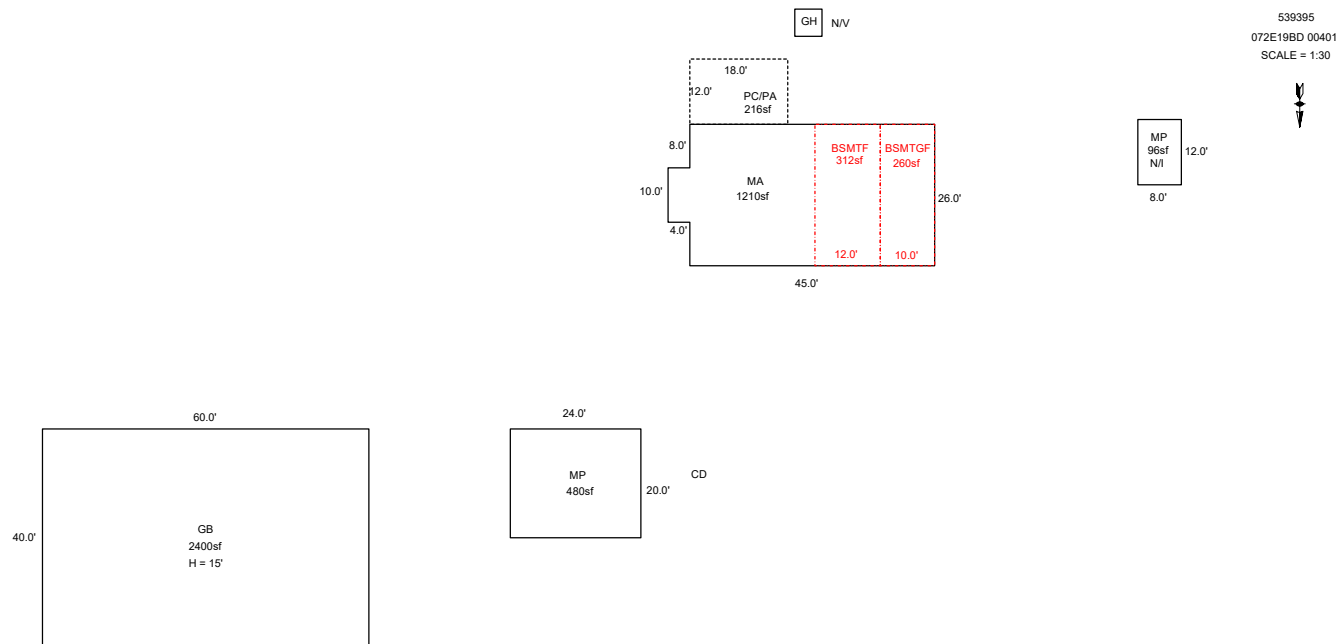 GH N/V
539395
072E19BD 00401
SCALE = 1:30
18.0'
12.0'
PC/PA
216sf
8.0'
10.0'
4.0'
MA
1210sf
BSMTF
312sf
12.0'
BSMTGF
260sf
10.0'
26.0'
45.0'
MP
96sf
N/I
12.0'
8.0'
60.0'
40.0'
GB
2400sf
H = 15'
24.0'
MP
480sf
20.0'
CD